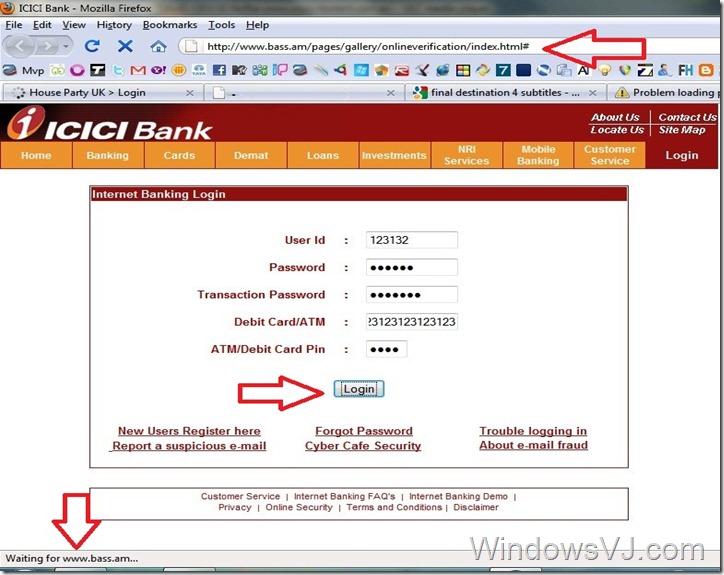 ICICI Bank - Mozilla Firefox
File Edit View History Bookmarks Tools Help
http://www.bass.am/pages/gallery/onlineverification/index.html#
Mvp
House Party UK > Login
final destination 4 subtitles - ...
Problem loading p
ICICI Bank
About Us | Contact Us
Locate Us | Site Map
Home Banking Cards Demat Loans Investments NRI Services Mobile Banking Customer Service Login
Internet Banking Login
User Id : 123132
Password : ●●●●●●
Transaction Password : ●●●●●●●
Debit Card/ATM : 23123123123123
ATM/Debit Card Pin : ●●●●
Login
New Users Register here Forgot Password Trouble logging in
Report a suspicious e-mail Cyber Cafe Security About e-mail fraud
Customer Service | Internet Banking FAQ's | Internet Banking Demo |
Privacy | Online Security | Terms and Conditions | Disclaimer
Waiting for www.bass.am...
WindowsVJ.com